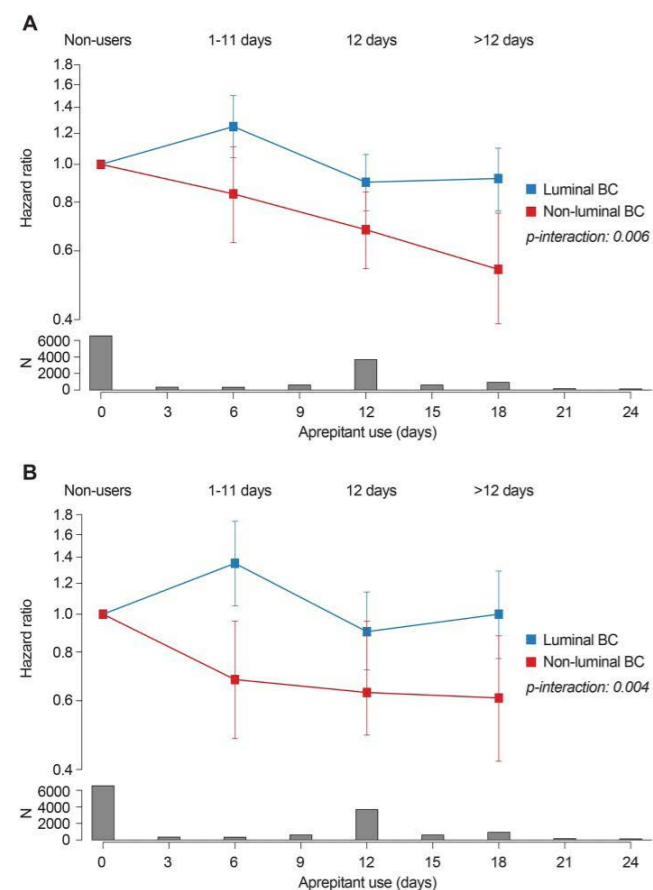 A
Non-users 1-11 days 12 days >12 days
1.8
1.6
1.4
1.2
1.0
0.8
0.6
0.4
Hazard ratio
Luminal BC
Non-luminal BC
p-interaction: 0.006
6000
4000
2000
0
N
0 3 6 9 12 15 18 21 24
Aprepitant use (days)
B
Non-users 1-11 days 12 days >12 days
1.8
1.6
1.4
1.2
1.0
0.8
0.6
0.4
Hazard ratio
Luminal BC
Non-luminal BC
p-interaction: 0.004
6000
4000
2000
0
N
0 3 6 9 12 15 18 21 24
Aprepitant use (days)